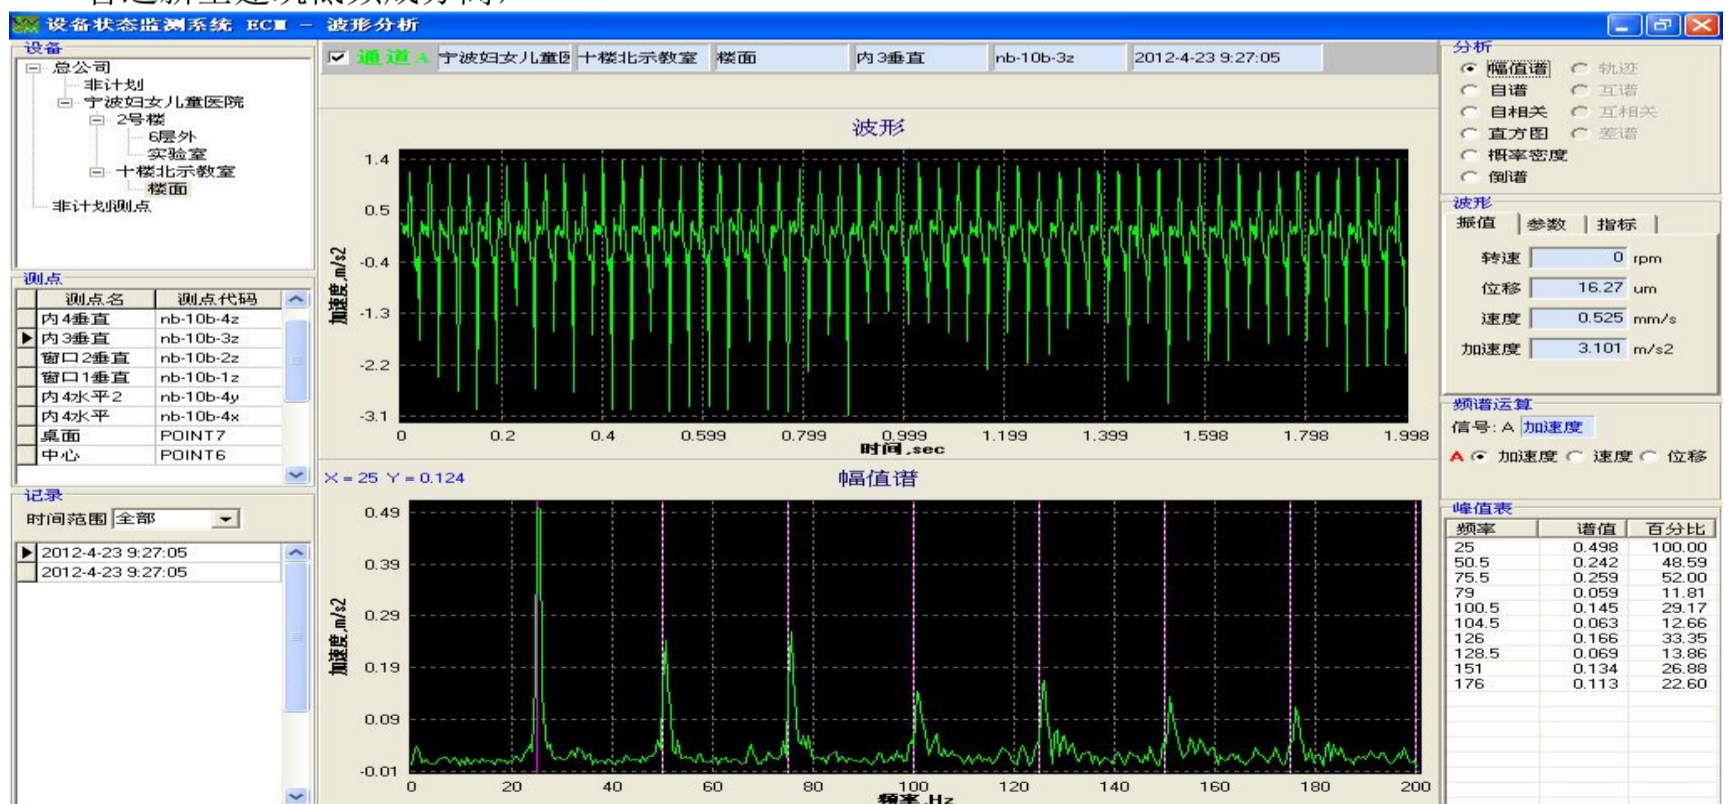 设备状态监测系统 ECM - 波形分析
设备
总公司
非计划
宁波妇女儿童医院
2号楼
6层外
实验室
十楼北示教室
楼面
非计划测点
测点
测点名 测点代码
内4垂直 nb-10b-4z
内3垂直 nb-10b-3z
窗口2垂直 nb-10b-2z
窗口1垂直 nb-10b-1z
内4水平2 nb-10b-4y
内4水平 nb-10b-4x
桌面 POINT7
中心 POINT6
记录
时间范围 全部
2012-4-23 9:27:05
2012-4-23 9:27:05
通道A 宁波妇女儿童医 十楼北示教室 楼面 内3垂直 nb-10b-3z 2012-4-23 9:27:05
波形
加速度,m/s2
1.4
0.5
-0.4
-1.3
-2.2
-3.1
0 0.2 0.4 0.599 0.799 0.999 1.199 1.399 1.598 1.798 1.998
时间,sec
X = 25 Y = 0.124
幅值谱
加速度,m/s2
0.49
0.39
0.29
0.19
0.09
-0.01
0 20 40 60 80 100 120 140 160 180 200
频率,Hz
分析
幅值谱 轨迹
自谱 互谱
自相关 互相关
直方图 差谱
概率密度
倒谱
波形
振值 参数 指标
转速 0 rpm
位移 16.27 um
速度 0.525 mm/s
加速度 3.101 m/s2
频谱运算
信号: A 加速度
A 加速度 速度 位移
峰值表
频率 谱值 百分比
25 0.498 100.00
50.5 0.242 48.59
75.5 0.259 52.00
79 0.059 11.81
100.5 0.145 29.17
104.5 0.063 12.66
126 0.166 33.35
128.5 0.069 13.86
151 0.134 26.88
176 0.113 22.60